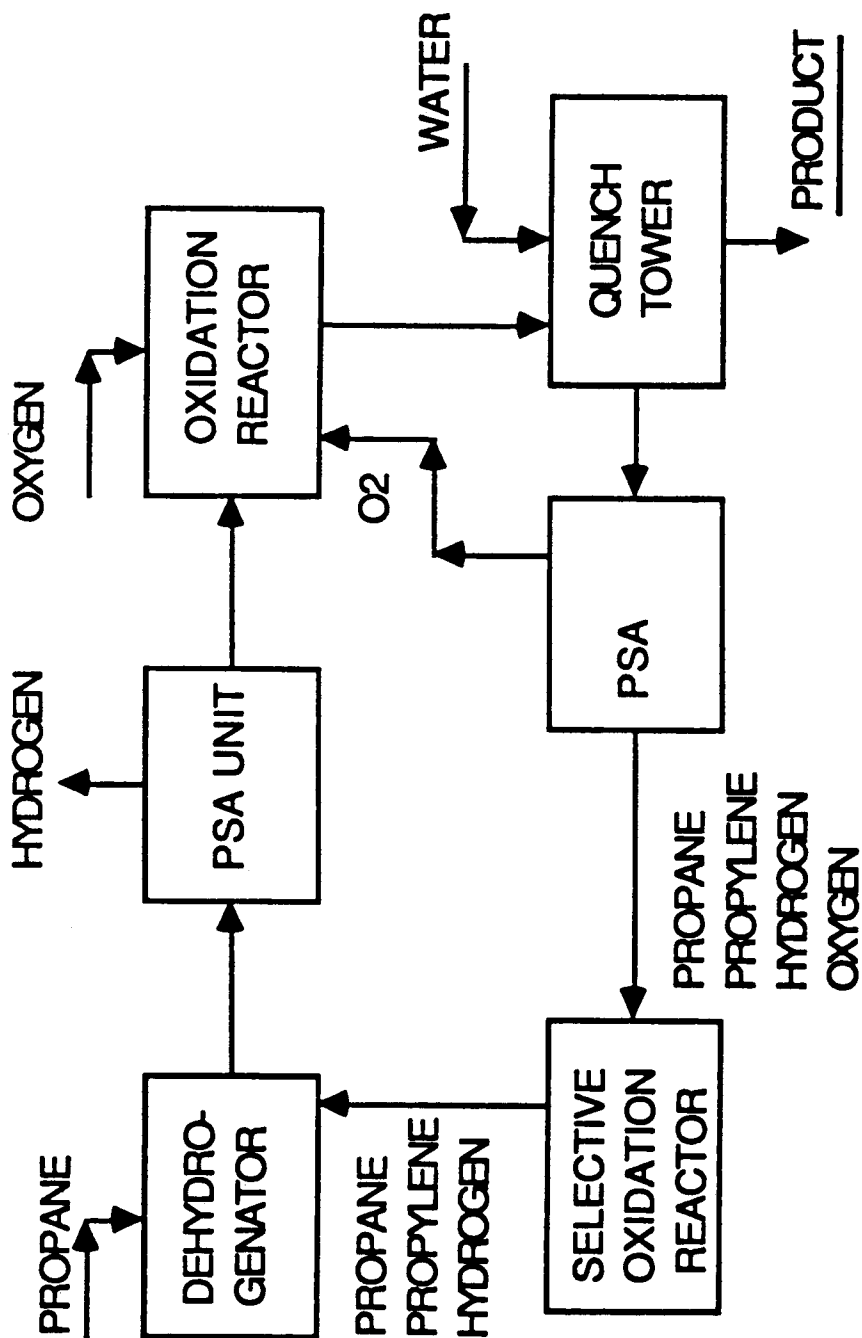 PROPANE
HYDROGEN
OXYGEN
DEHYDRO-
GENATOR
PSA UNIT
OXIDATION
REACTOR
PROPANE
PROPYLENE
HYDROGEN
O2
WATER
SELECTIVE
OXIDATION
REACTOR
PSA
QUENCH
TOWER
PROPANE
PROPYLENE
HYDROGEN
OXYGEN
PRODUCT